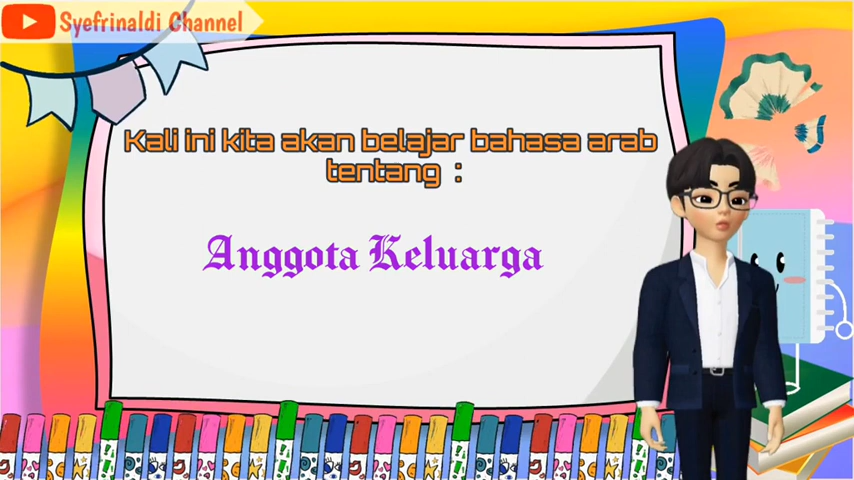 Syefrinaldi Channel
Kali ini kita akan belajar bahasa arab
tentang :
Anggota Keluarga